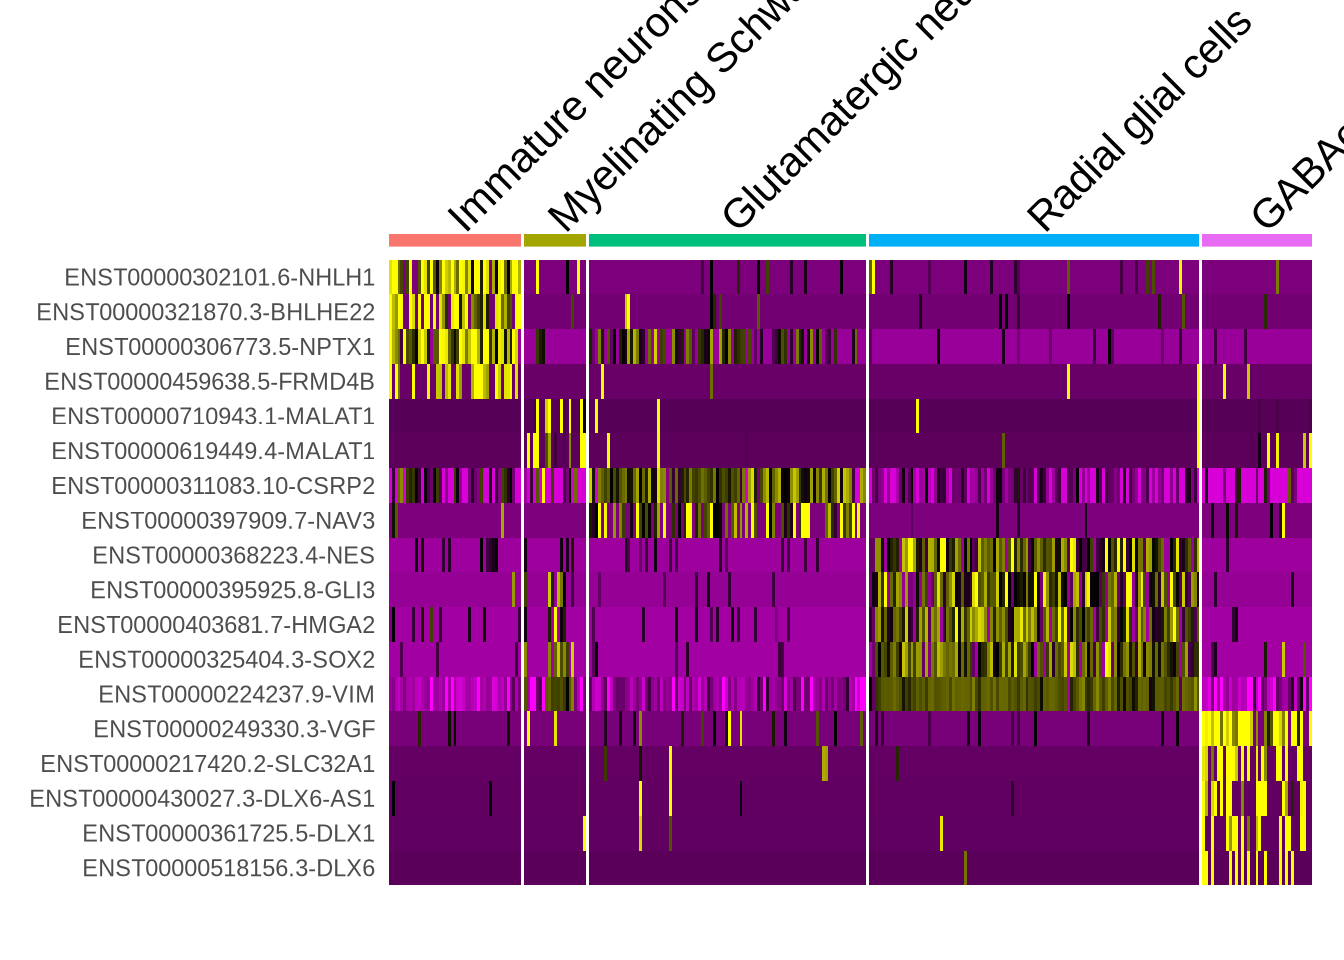 Immature neurons
Myelinating
Glutamatergic
Radial glial cells
ENST00000302101.6-NHLH1
ENST00000321870.3-BHLHE22
ENST00000306773.5-NPTX1
ENST00000459638.5-FRMD4B
ENST00000710943.1-MALAT1
ENST00000619449.4-MALAT1
ENST00000311083.10-CSRP2
ENST00000397909.7-NAV3
ENST00000368223.4-NES
ENST00000395925.8-GLI3
ENST00000403681.7-HMGA2
ENST00000325404.3-SOX2
ENST00000224237.9-VIM
ENST00000249330.3-VGF
ENST00000217420.2-SLC32A1
ENST00000430027.3-DLX6-AS1
ENST00000361725.5-DLX1
ENST00000518156.3-DLX6